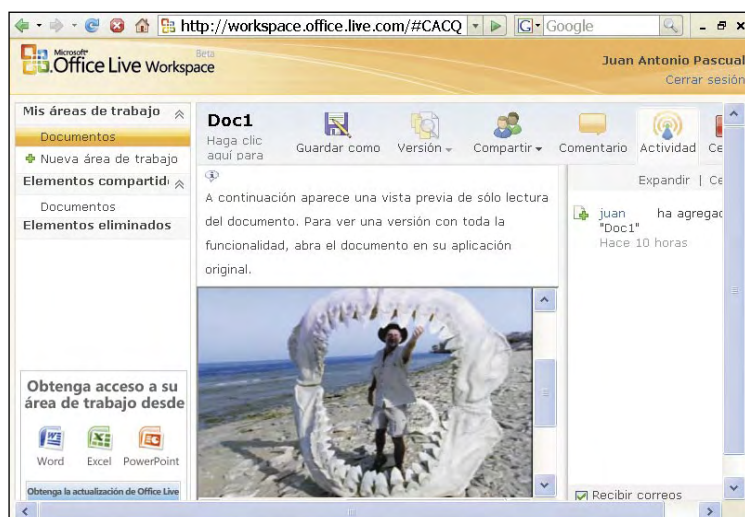 http://workspace.office.live.com/#CACQ
Google
Microsoft
Office Live Workspace
Beta
Juan Antonio Pascual
Cerrar sesión
Mis áreas de trabajo
Documentos
Nueva área de trabajo
Elementos compartid
Documentos
Elementos eliminados
Obtenga acceso a su
área de trabajo desde
Word Excel PowerPoint
Obtenga la actualización de Office Live
Doc1
Haga clic
aquí para
Guardar como
Versión
Compartir
Comentario
Actividad
Ce
A continuación aparece una vista previa de sólo lectura
del documento. Para ver una versión con toda la
funcionalidad, abra el documento en su aplicación
original.
Expandir | Ce
juan ha agregad
"Doc1"
Hace 10 horas
Recibir correos